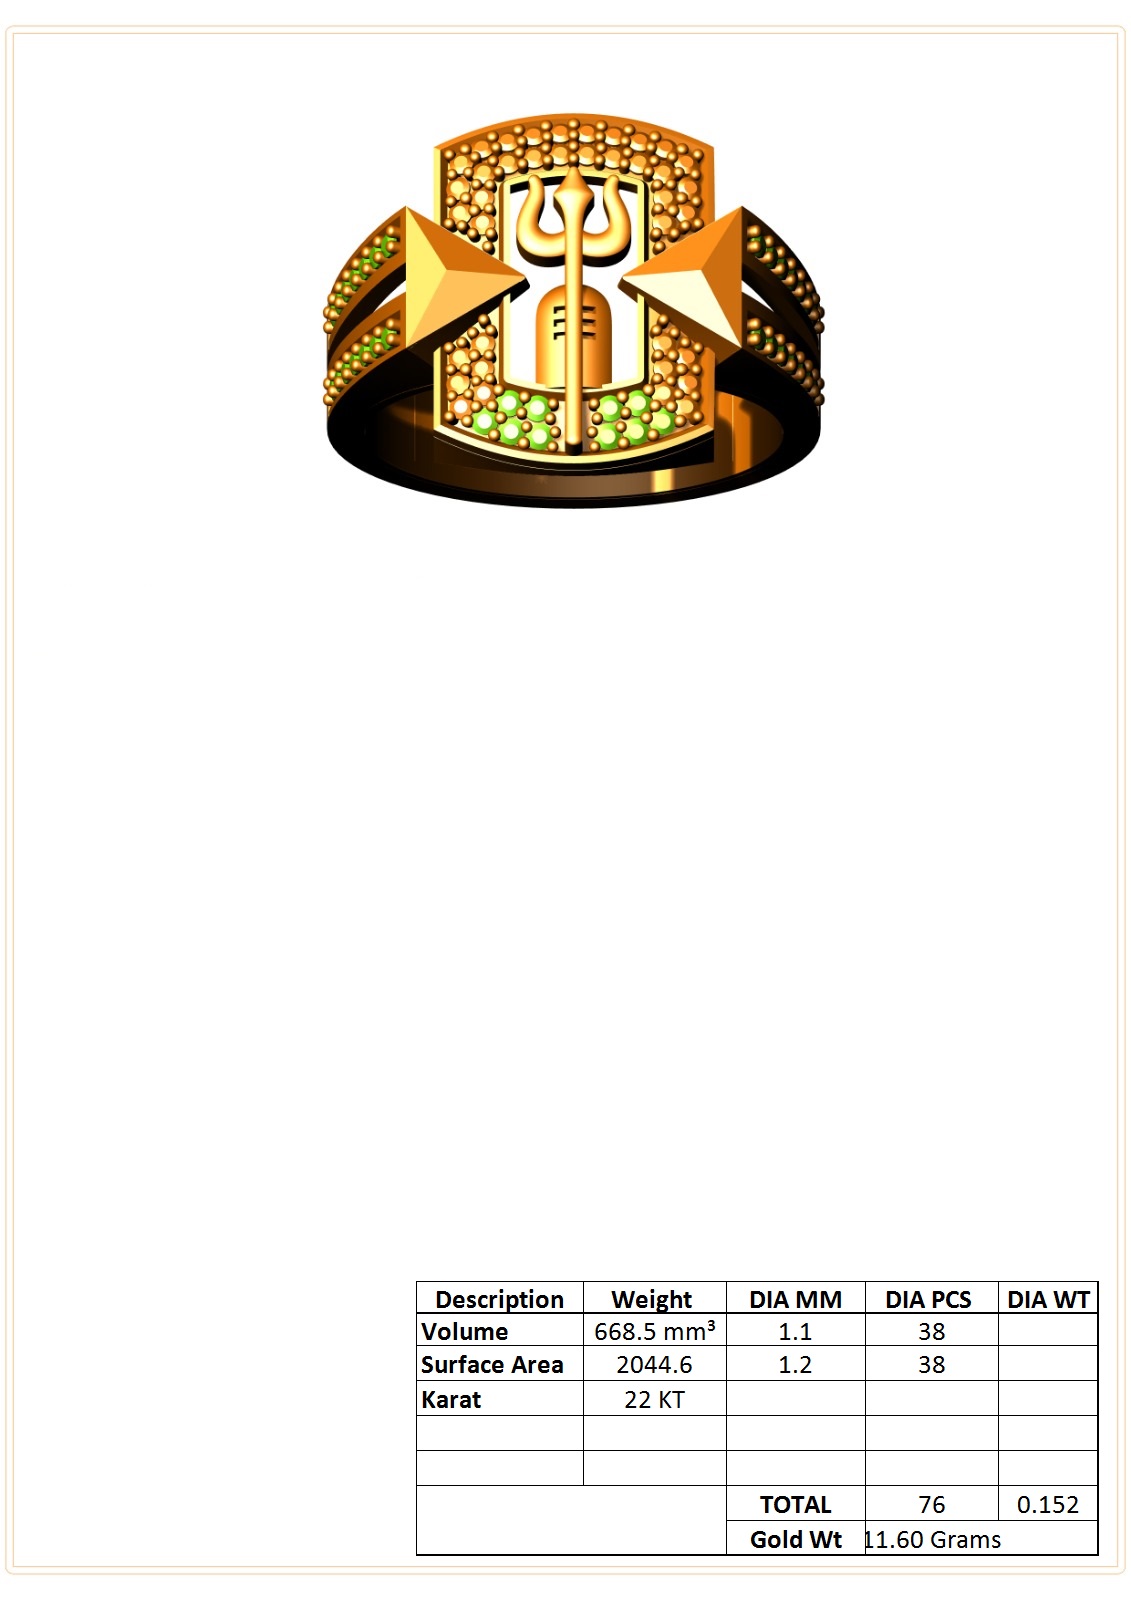 Description Weight DIA MM DIA PCS DIA WT
Volume 668.5 mm³ 1.1 38
Surface Area 2044.6 1.2 38
Karat 22 KT
TOTAL 76 0.152
Gold Wt 11.60 Grams